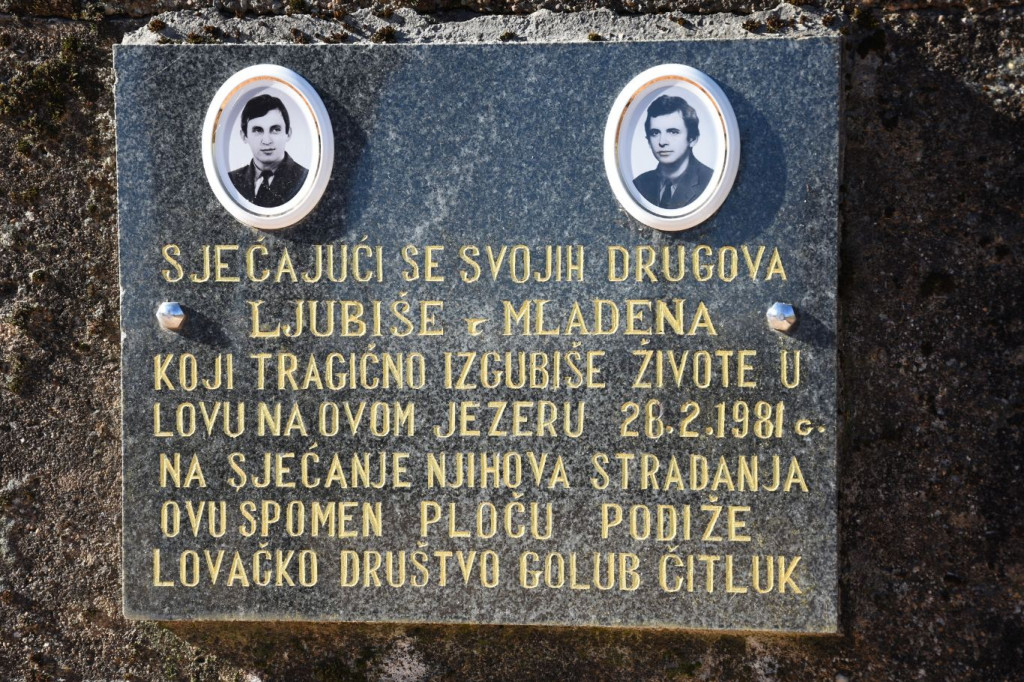 SJEĆAJUĆI SE SVOJIH DRUGOVA
LJUBIŠE i MLADENA
KOJI TRAGIĆNO IZGUBIŠE ŽIVOTE U
LOVU NA OVOM JEZERU 28.2.1981 G.
NA SJEĆANJE NJIHOVA STRADANJA
OVU SPOMEN PLOČU PODIŽE
LOVAČKO DRUŠTVO GOLUB ČITLUK